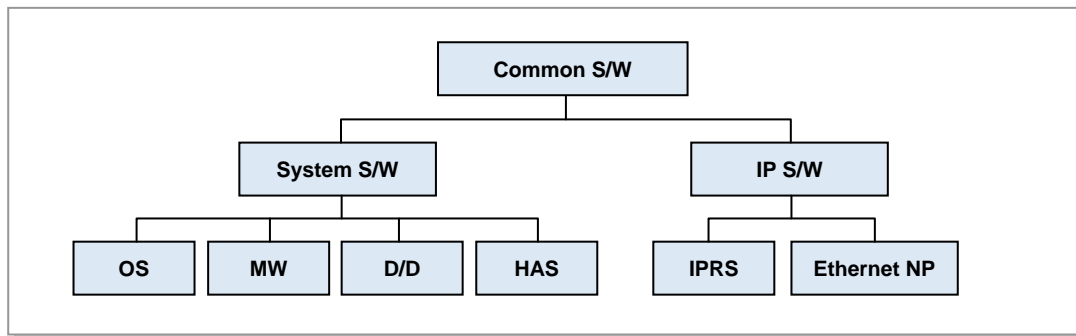 Common S/W
System S/W
IP S/W
OS
MW
D/D
HAS
IPRS
Ethernet NP